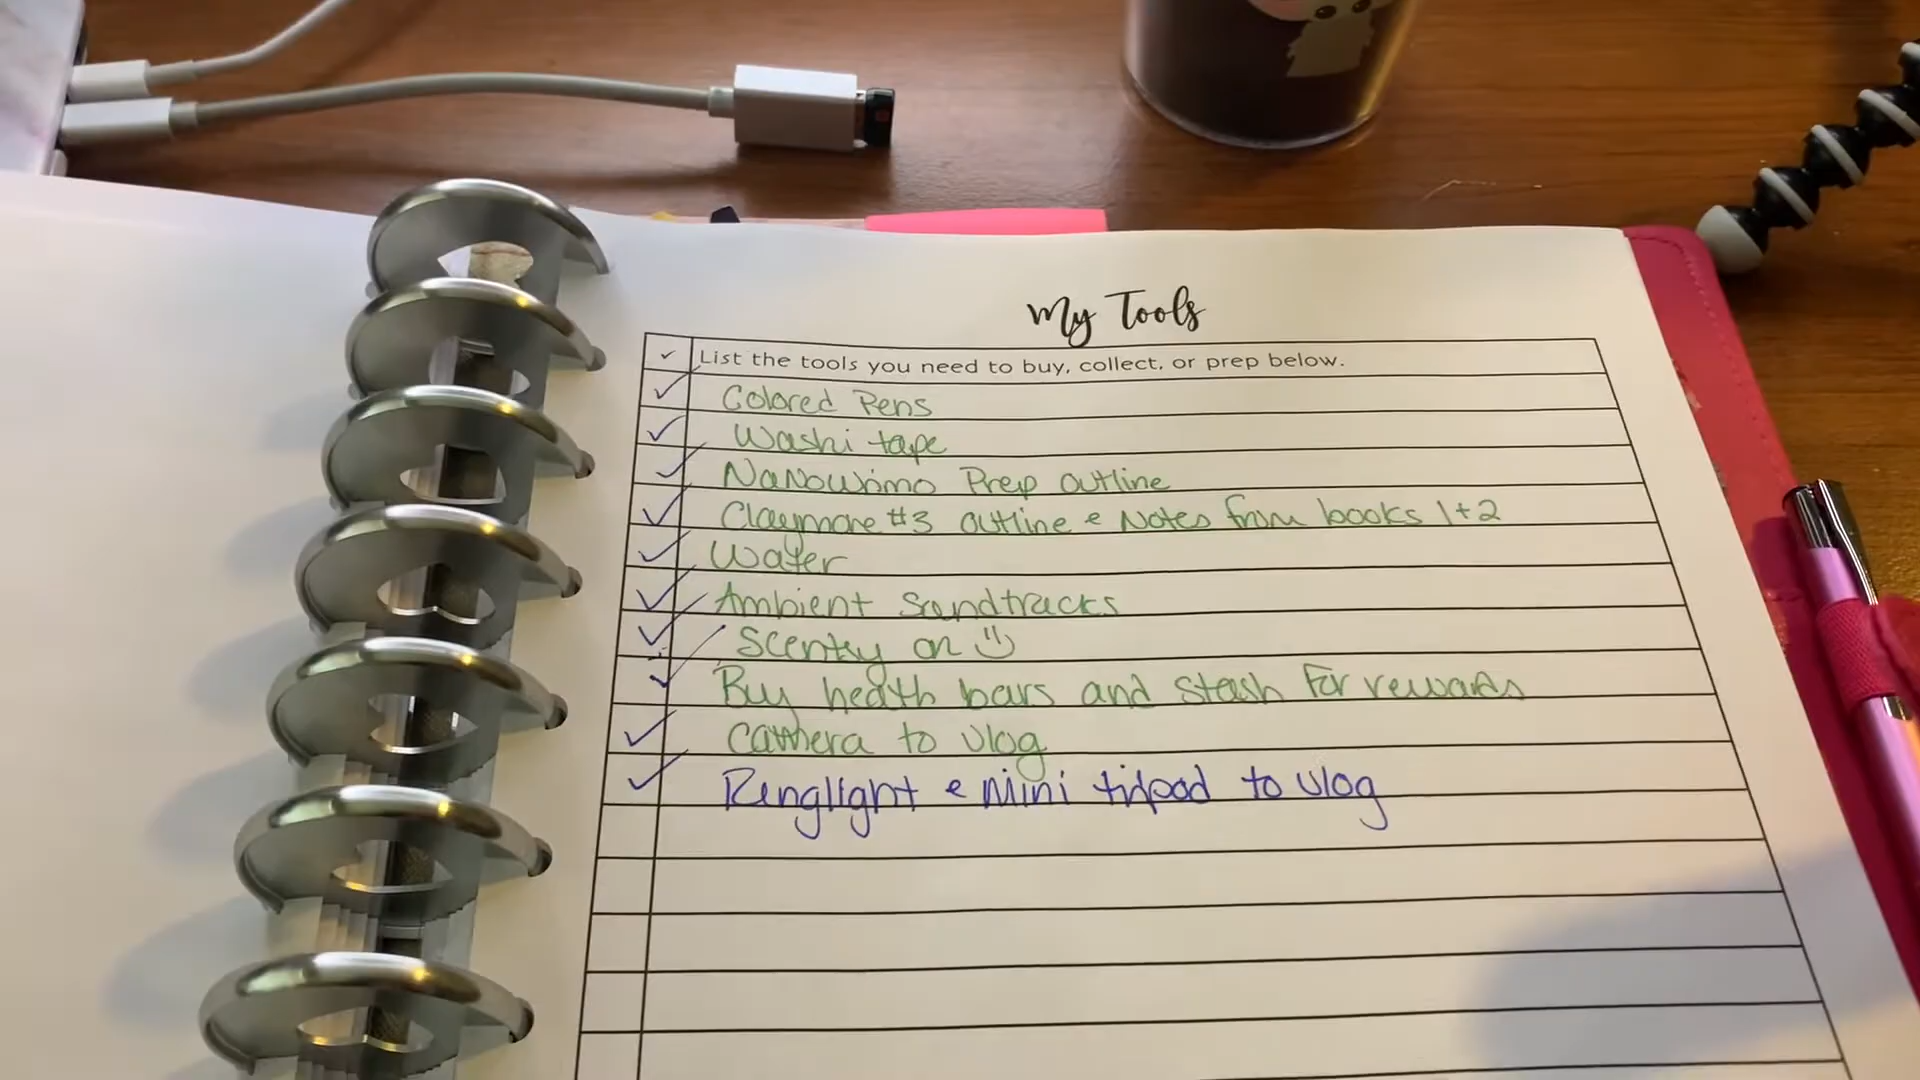 My Tools
✓ List the tools you need to buy, collect, or prep below.
✓ Colored Pens
✓ Washi tape
✓ NaNoWrimo Prep outline
✓ Claymore #3 outline & Notes from books 1+2
✓ Water
✓ Ambient Soundtracks
✓ Scentsy on :)
✓ Buy health bars and stash for rewards
✓ Camera to vlog
✓ Ringlight & Mini tripod to vlog